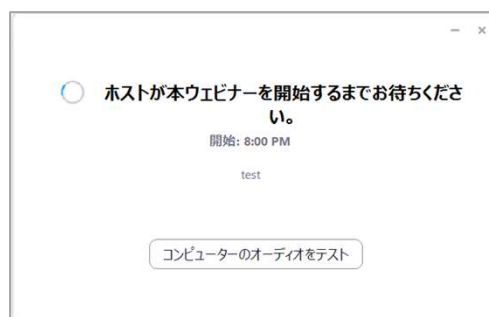 ホストが本ウェビナーを開始するまでお待ちくださ
い。
開始: 8:00 PM
test
コンピューターのオーディオをテスト